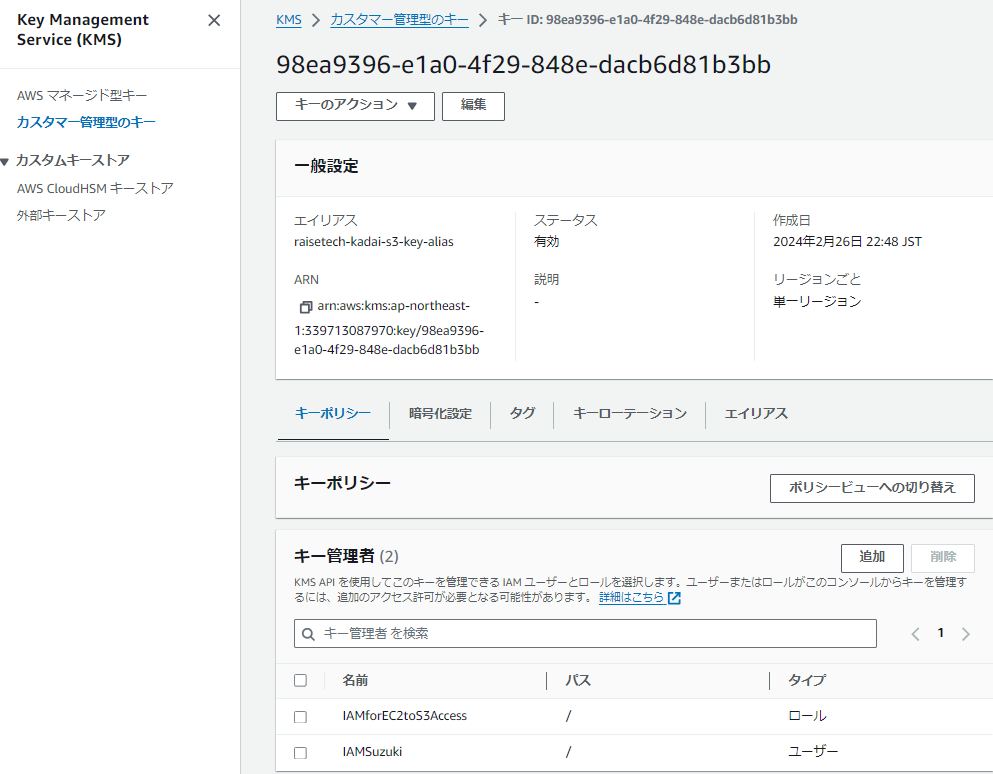 Key Management
Service (KMS)
AWS マネージド型キー
カスタマー管理型のキー
カスタムキーストア
AWS CloudHSM キーストア
外部キーストア
KMS > カスタマー管理型のキー > キー ID: 98ea9396-e1a0-4f29-848e-dacb6d81b3bb
98ea9396-e1a0-4f29-848e-dacb6d81b3bb
キーのアクション 編集
一般設定
エイリアス
raisetech-kadai-s3-key-alias
ARN
arn:aws:kms:ap-northeast-
1:339713087970:key/98ea9396-
e1a0-4f29-848e-dacb6d81b3bb
ステータス
有効
説明
-
作成日
2024年2月26日 22:48 JST
リージョンごと
単一リージョン
キーポリシー 暗号化設定 タグ キーローテーション エイリアス
キーポリシー
ポリシービューへの切り替え
キー管理者 (2)
追加 削除
KMS API を使用してこのキーを管理できる IAM ユーザーとロールを選択します。ユーザーまたはロールがこのコンソールからキーを管理す
るには、追加のアクセス許可が必要となる可能性があります。 詳細はこちら
キー管理者 を検索
1
名前 パス タイプ
IAMforEC2toS3Access / ロール
IAMSuzuki / ユーザー